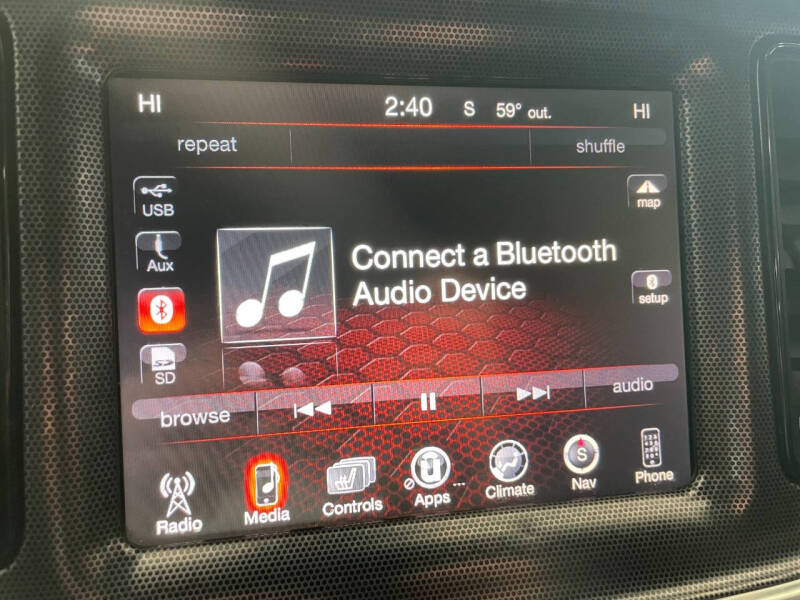 HI 2:40 S 59° out. HI
repeat shuffle
USB
map
Aux
Connect a Bluetooth
Audio Device
setup
SD
browse audio
Radio Media Controls Apps Climate Nav Phone
S